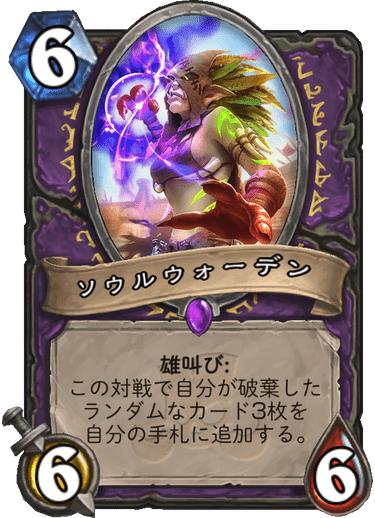 6
ソウルウォーデン
雄叫び:
この対戦で自分が破棄した
ランダムなカード3枚を
自分の手札に追加する。
6
6